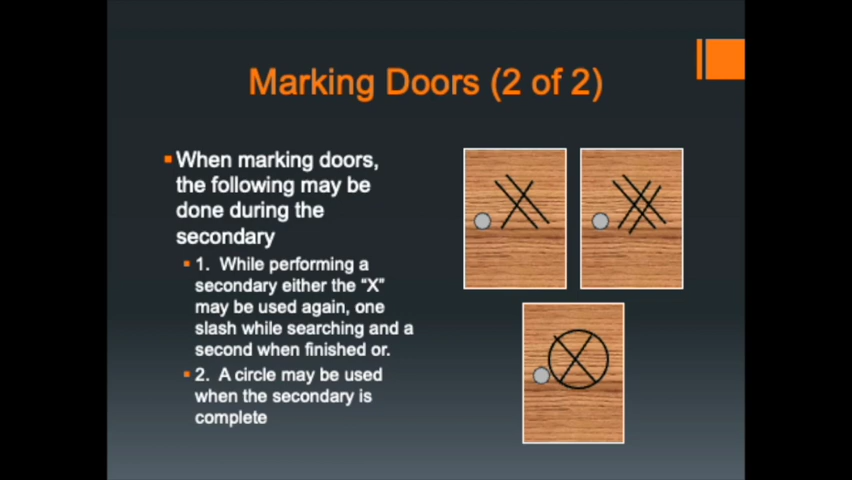 Marking Doors (2 of 2)
When marking doors,
the following may be
done during the
secondary
1. While performing a
secondary either the “X”
may be used again, one
slash while searching and a
second when finished or.
2. A circle may be used
when the secondary is
complete